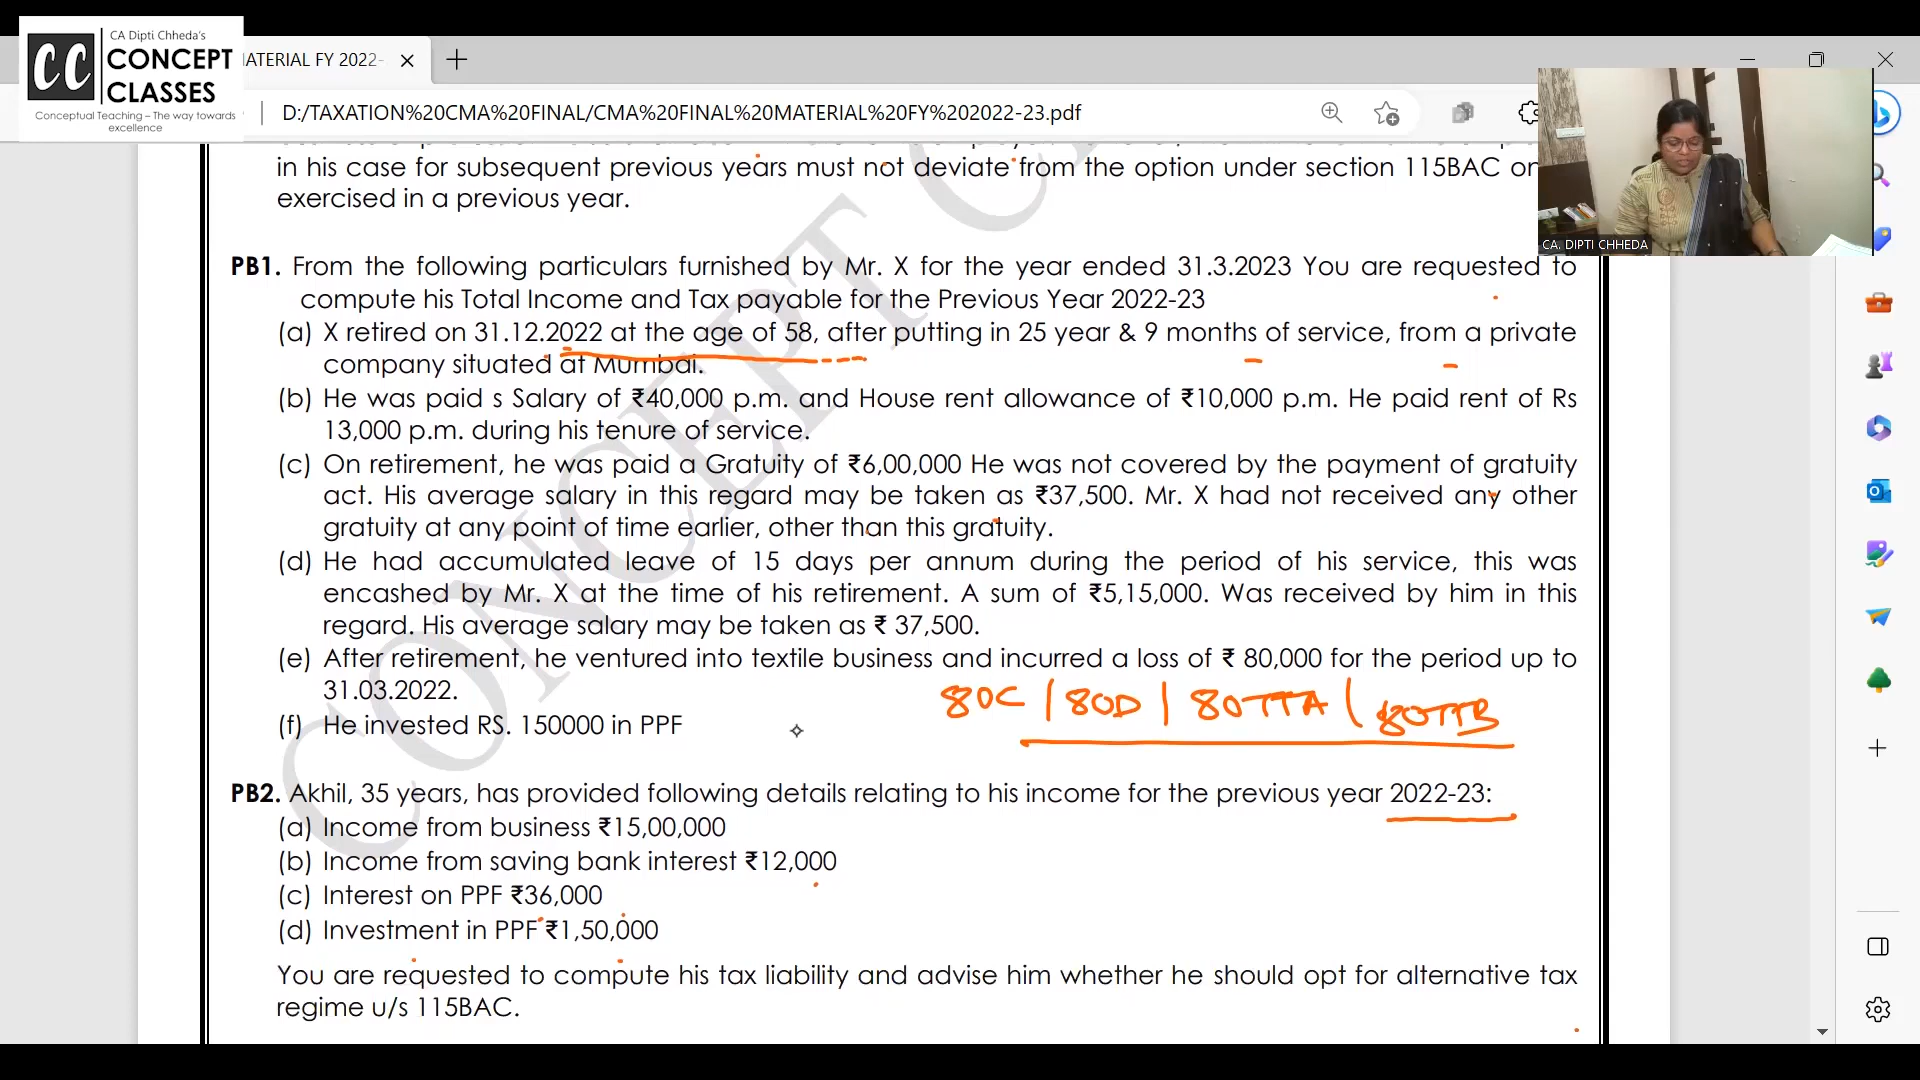 CA Dipti Chheda's
CC CONCEPT
CLASSES
Conceptual Teaching – The way towards
excellence
ATERIAL FY 2022-
D:/TAXATION%20CMA%20FINAL/CMA%20FINAL%20MATERIAL%20FY%202022-23.pdf
CA. DIPTI CHHEDA
in his case for subsequent previous years must not deviate from the option under section 115BAC on
exercised in a previous year.
PB1. From the following particulars furnished by Mr. X for the year ended 31.3.2023 You are requested to
compute his Total Income and Tax payable for the Previous Year 2022-23
(a) X retired on 31.12.2022 at the age of 58, after putting in 25 year & 9 months of service, from a private
company situated at Mumbai.
(b) He was paid s Salary of ₹40,000 p.m. and House rent allowance of ₹10,000 p.m. He paid rent of Rs
13,000 p.m. during his tenure of service.
(c) On retirement, he was paid a Gratuity of ₹6,00,000 He was not covered by the payment of gratuity
act. His average salary in this regard may be taken as ₹37,500. Mr. X had not received any other
gratuity at any point of time earlier, other than this gratuity.
(d) He had accumulated leave of 15 days per annum during the period of his service, this was
encashed by Mr. X at the time of his retirement. A sum of ₹5,15,000. Was received by him in this
regard. His average salary may be taken as ₹ 37,500.
(e) After retirement, he ventured into textile business and incurred a loss of ₹ 80,000 for the period up to
31.03.2022.
80C | 80D | 80TTA | 80TTB
(f) He invested RS. 150000 in PPF
PB2. Akhil, 35 years, has provided following details relating to his income for the previous year 2022-23:
(a) Income from business ₹15,00,000
(b) Income from saving bank interest ₹12,000
(c) Interest on PPF ₹36,000
(d) Investment in PPF ₹1,50,000
You are requested to compute his tax liability and advise him whether he should opt for alternative tax
regime u/s 115BAC.
CONCEPT C